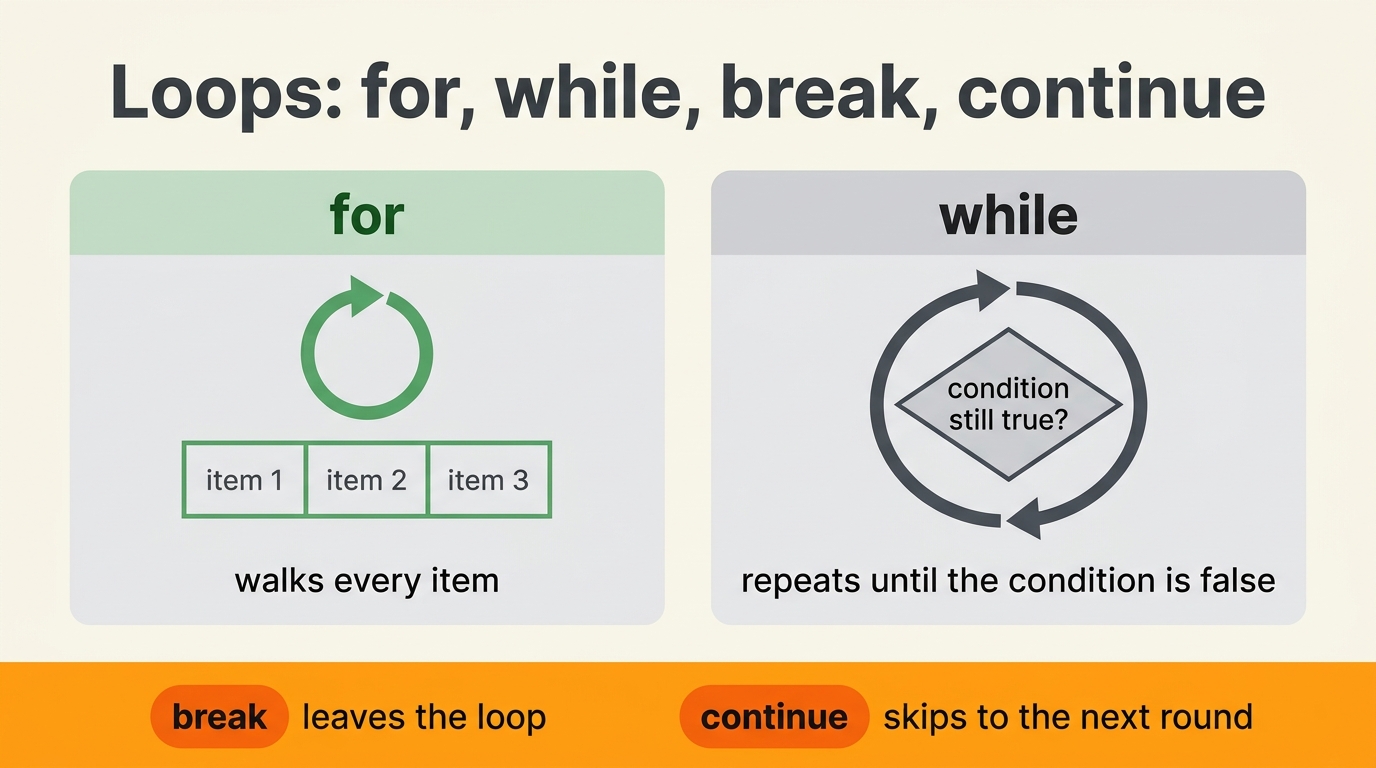 Loops: for, while, break, continue
for
item 1 item 2 item 3
walks every item
while
condition
still true?
repeats until the condition is false
break leaves the loop
continue skips to the next round